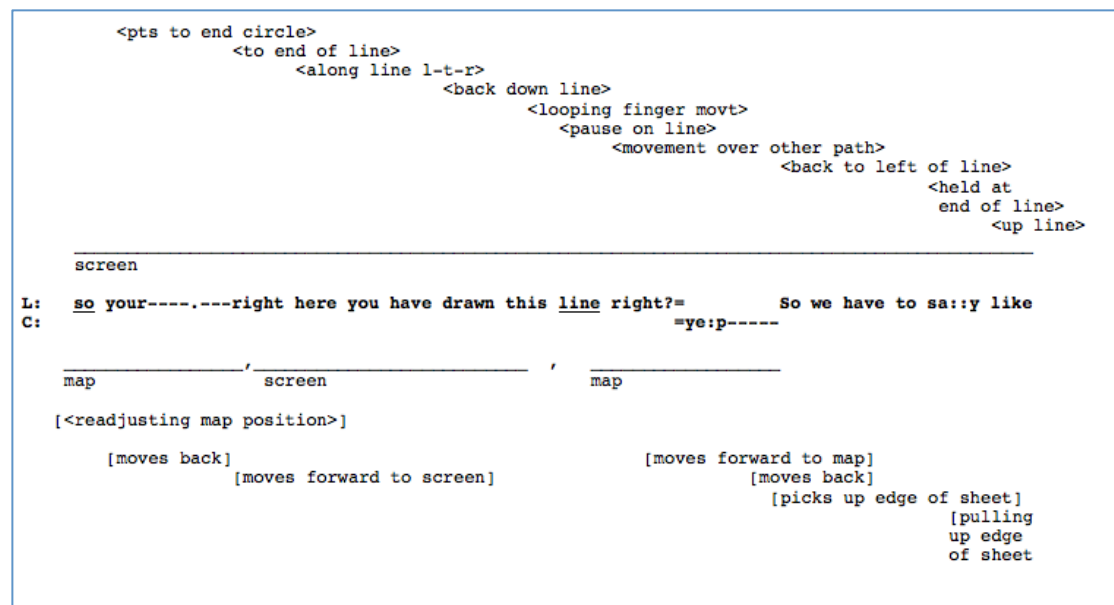 <pts to end circle>
<to end of line>
<along line l-t-r>
<back down line>
<looping finger movt>
<pause on line>
<movement over other path>
<back to left of line>
<held at
end of line>
<up line>
screen
L: so your----.---right here you have drawn this line right?= So we have to sa::y like
C: =ye:p-----
, ,
map screen map
[<readjusting map position>]
[moves back] [moves forward to map]
[moves forward to screen] [moves back]
[picks up edge of sheet]
[pulling
up edge
of sheet